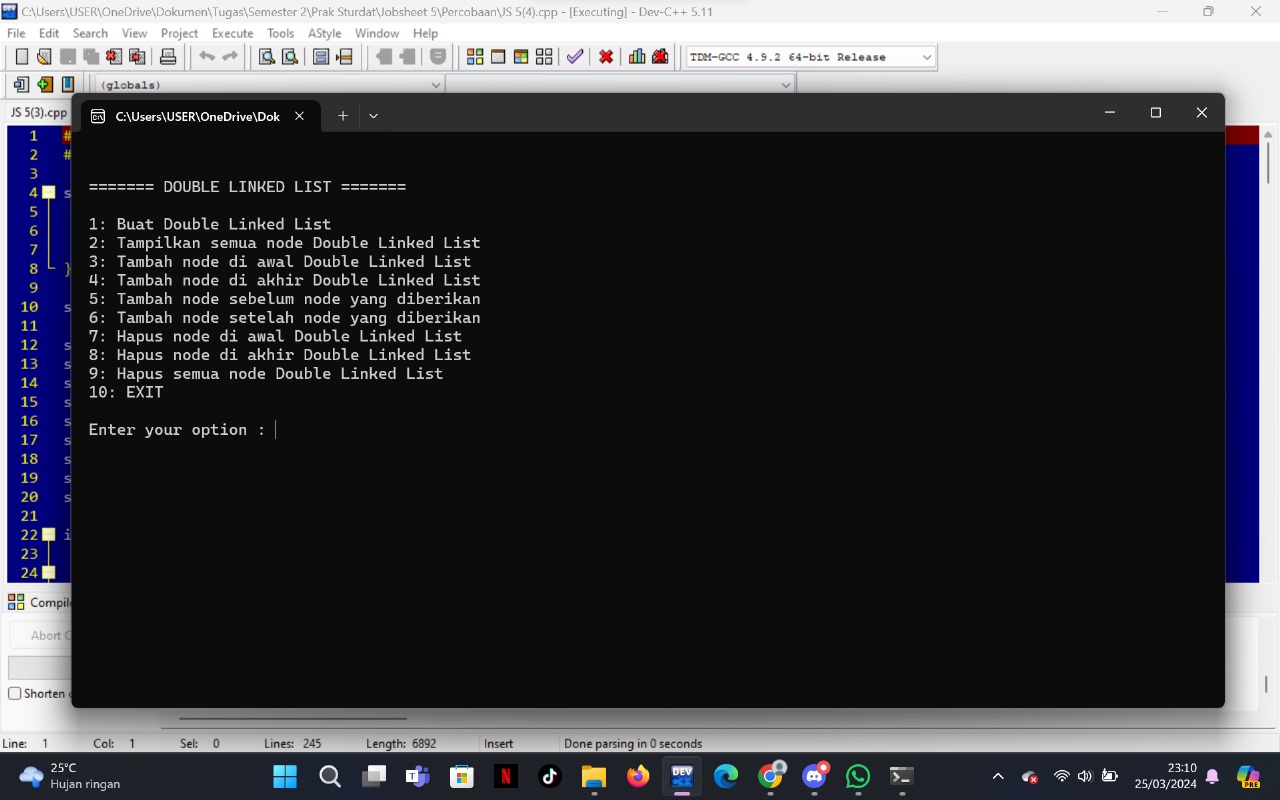 C:\Users\USER\OneDrive\Dokumen\Tugas\Semester 2\Prak Sturdat\Jobsheet 5\Percobaan\JS 5(4).cpp - [Executing] - Dev-C++ 5.11
File Edit Search View Project Execute Tools AStyle Window Help
TDM-GCC 4.9.2 64-bit Release
(globals)
JS 5(3).cpp
C:\Users\USER\OneDrive\Dok
1 #
2 #
3
4 s
5
6
7
8 }
9
10 s
11
12 s
13 s
14 s
15 s
16 s
17 s
18 s
19 s
20 s
21
22 i
23
24
======= DOUBLE LINKED LIST =======
1: Buat Double Linked List
2: Tampilkan semua node Double Linked List
3: Tambah node di awal Double Linked List
4: Tambah node di akhir Double Linked List
5: Tambah node sebelum node yang diberikan
6: Tambah node setelah node yang diberikan
7: Hapus node di awal Double Linked List
8: Hapus node di akhir Double Linked List
9: Hapus semua node Double Linked List
10: EXIT
Enter your option :
Compile
Abort C
Shorten c
Line: 1 Col: 1 Sel: 0 Lines: 245 Length: 6892 Insert Done parsing in 0 seconds
25°C
Hujan ringan
DEV
PRE
23:10
25/03/2024